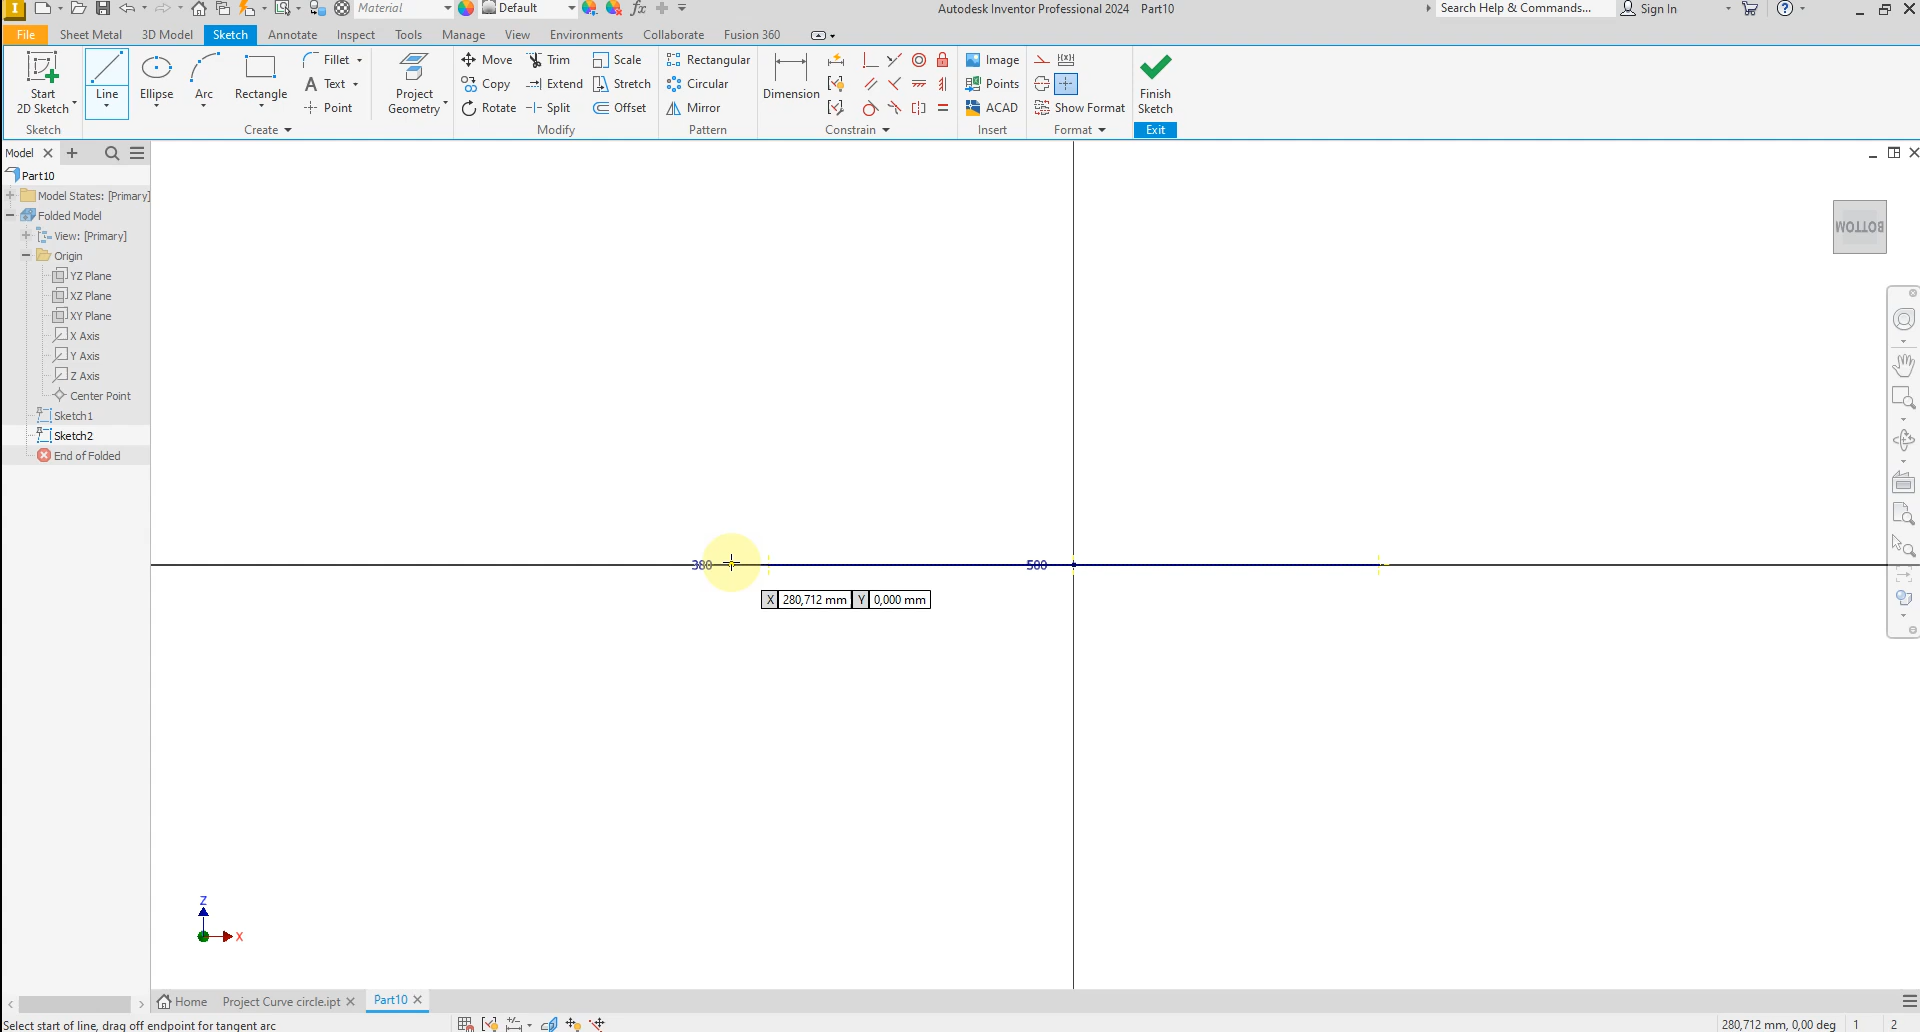 Material
Default
Autodesk Inventor Professional 2024 Part10
Search Help & Commands...
Sign In
File
Sheet Metal
3D Model
Sketch
Annotate
Inspect
Tools
Manage
View
Environments
Collaborate
Fusion 360
Start
2D Sketch
Line
Ellipse
Arc
Rectangle
Fillet
Text
Point
Project
Geometry
Move
Copy
Rotate
Trim
Extend
Split
Scale
Stretch
Offset
Rectangular
Circular
Mirror
Dimension
Image
Points
ACAD
Show Format
Finish
Sketch
Sketch
Create
Modify
Pattern
Constrain
Insert
Format
Exit
Model
Part10
Model States: [Primary]
Folded Model
View: [Primary]
Origin
YZ Plane
XZ Plane
XY Plane
X Axis
Y Axis
Z Axis
Center Point
Sketch1
Sketch2
End of Folded
BOTTOM
380
500
X 280,712 mm Y 0,000 mm
Z
X
Home
Project Curve circle.ipt
Part10
Select start of line, drag off endpoint for tangent arc
280,712 mm, 0,00 deg 1 2